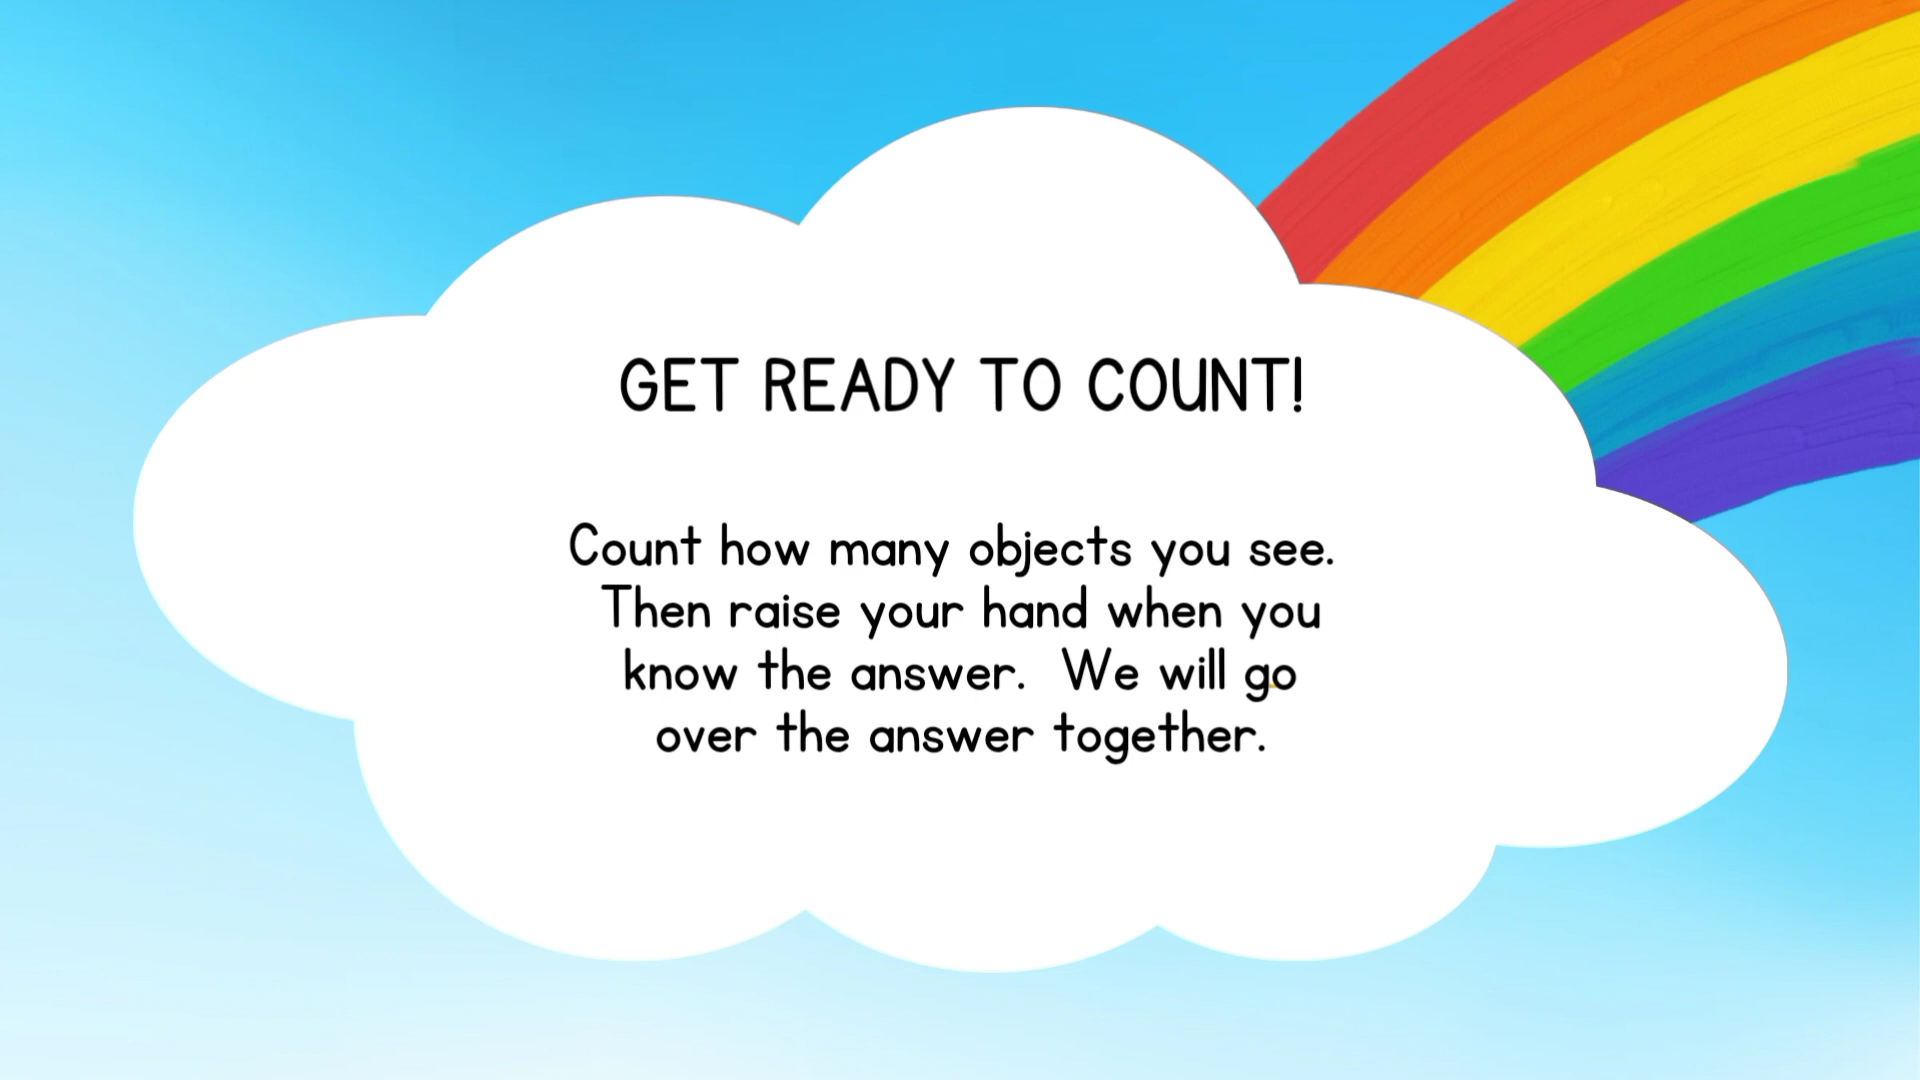 GET READY TO COUNT!
Count how many objects you see.
Then raise your hand when you
know the answer.  We will go
over the answer together.